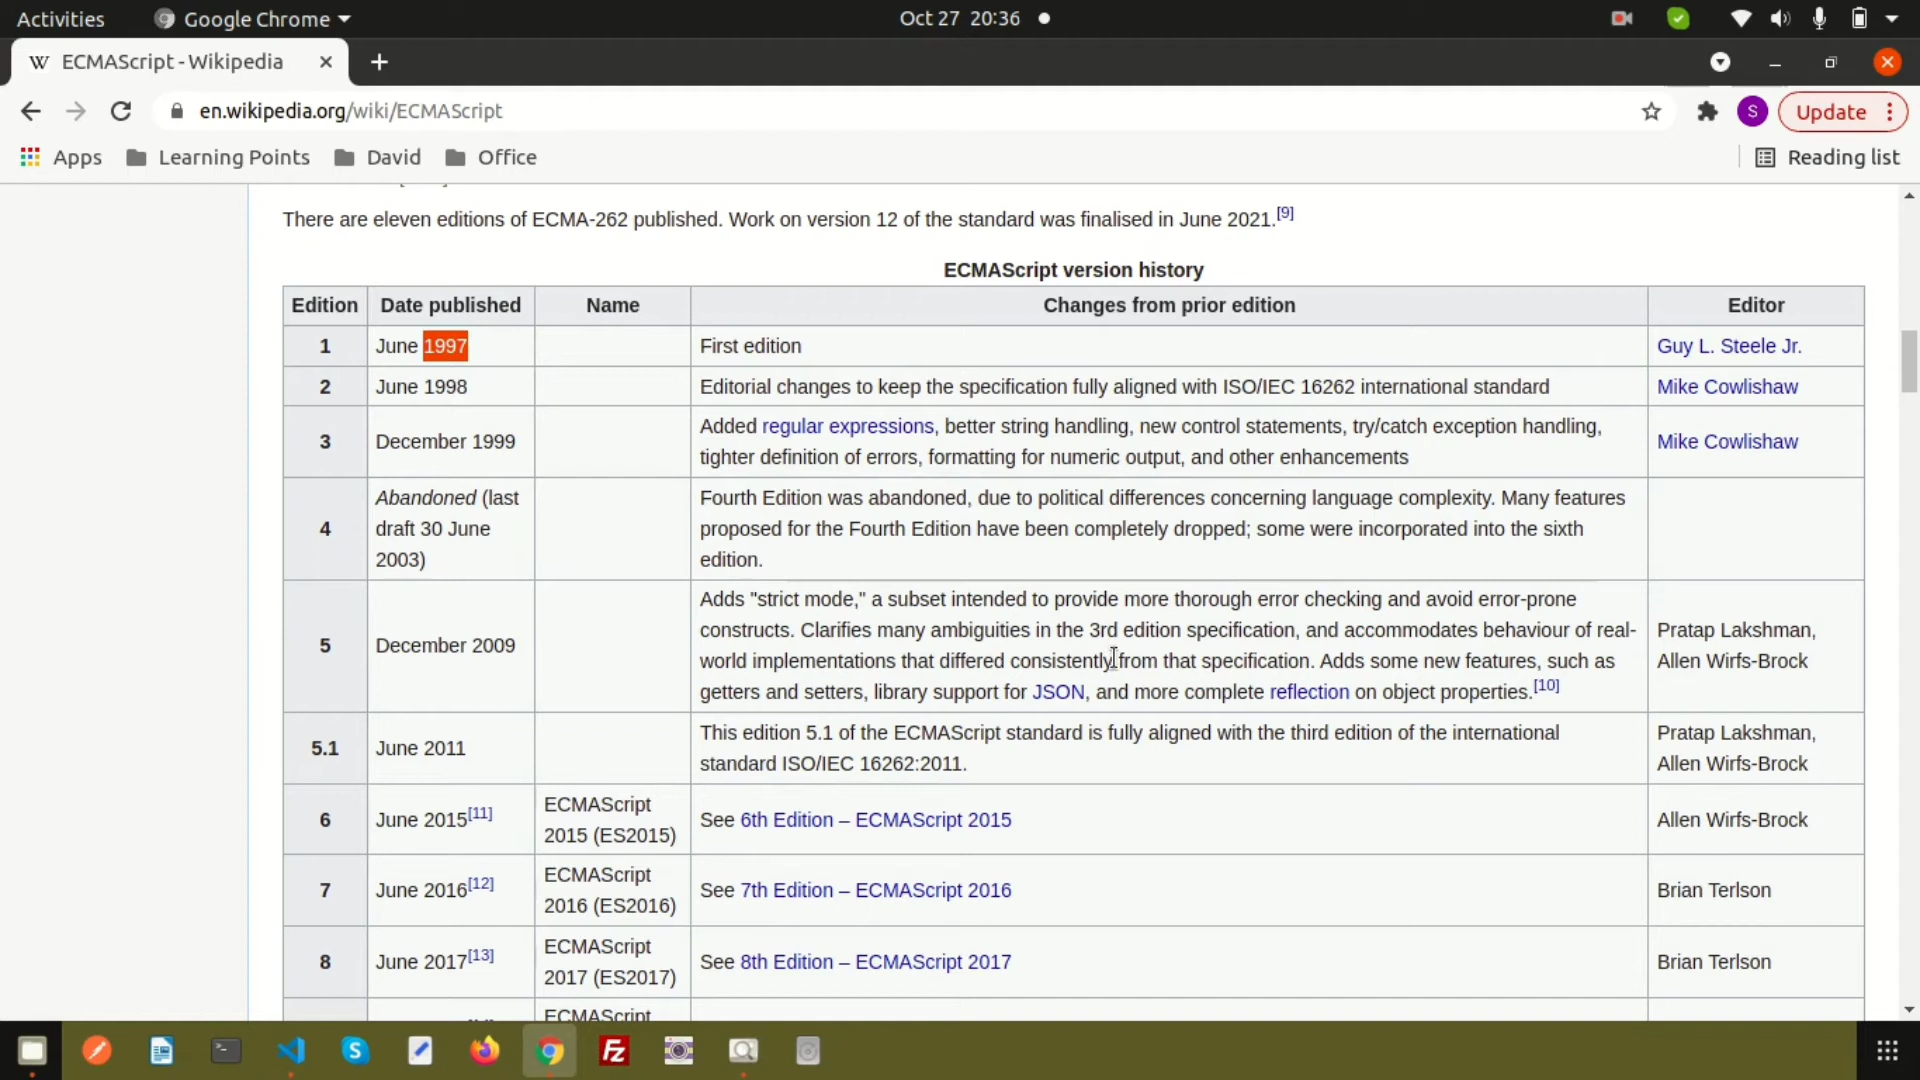 Activities Google Chrome Oct 27 20:36
ECMAScript - Wikipedia
en.wikipedia.org/wiki/ECMAScript S Update
Apps Learning Points David Office Reading list
There are eleven editions of ECMA-262 published. Work on version 12 of the standard was finalised in June 2021.[9]
ECMAScript version history
Edition Date published Name Changes from prior edition Editor
1 June 1997 First edition Guy L. Steele Jr.
2 June 1998 Editorial changes to keep the specification fully aligned with ISO/IEC 16262 international standard Mike Cowlishaw
3 December 1999 Added regular expressions, better string handling, new control statements, try/catch exception handling,
tighter definition of errors, formatting for numeric output, and other enhancements Mike Cowlishaw
4 Abandoned (last
draft 30 June
2003)
Fourth Edition was abandoned, due to political differences concerning language complexity. Many features
proposed for the Fourth Edition have been completely dropped; some were incorporated into the sixth
edition.
5 December 2009
Adds "strict mode," a subset intended to provide more thorough error checking and avoid error-prone
constructs. Clarifies many ambiguities in the 3rd edition specification, and accommodates behaviour of real-
world implementations that differed consistently from that specification. Adds some new features, such as
getters and setters, library support for JSON, and more complete reflection on object properties.[10]
Pratap Lakshman,
Allen Wirfs-Brock
5.1 June 2011
This edition 5.1 of the ECMAScript standard is fully aligned with the third edition of the international
standard ISO/IEC 16262:2011.
Pratap Lakshman,
Allen Wirfs-Brock
6 June 2015[11]
ECMAScript
2015 (ES2015)
See 6th Edition – ECMAScript 2015 Allen Wirfs-Brock
7 June 2016[12]
ECMAScript
2016 (ES2016)
See 7th Edition – ECMAScript 2016 Brian Terlson
8 June 2017[13]
ECMAScript
2017 (ES2017)
See 8th Edition – ECMAScript 2017 Brian Terlson
ECMAScript